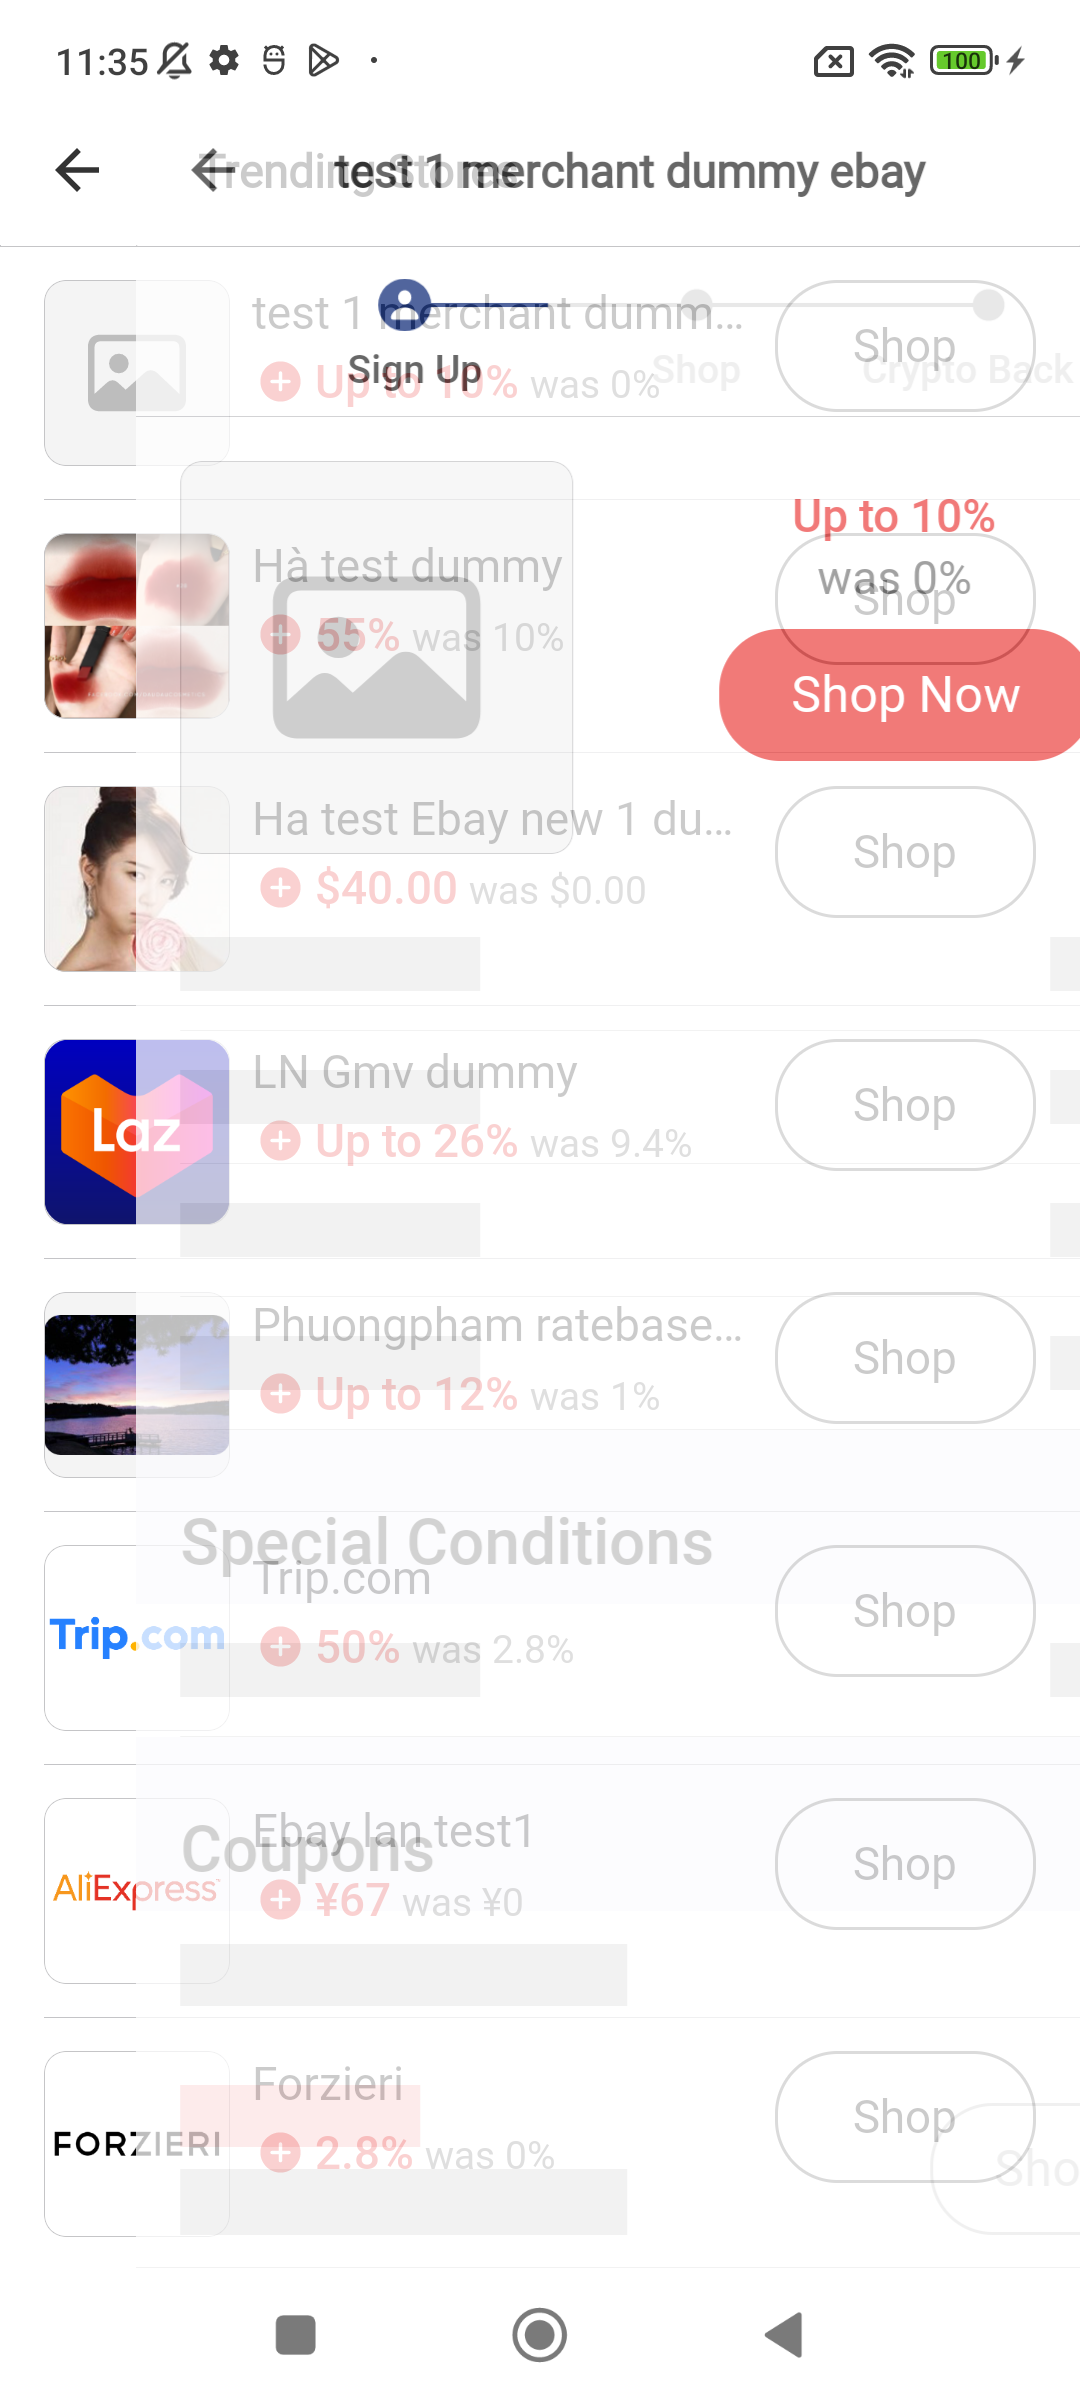 11:35
100
Trending Stores
test 1 merchant dummy ebay
test 1 merchant dumm...
Up to 10% was 0%
Shop
Sign Up
Shop
Crypto Back
Up to 10%
was 0%
Shop Now
Hà test dummy
55% was 10%
Shop
Ha test Ebay new 1 du...
$40.00 was $0.00
Shop
Laz
LN Gmv dummy
Up to 26% was 9.4%
Shop
Phuongpham ratebase...
Up to 12% was 1%
Shop
Special Conditions
Trip.com
Trip.com
50% was 2.8%
Shop
Coupons
AliExpress
Ebay lan test1
¥67 was ¥0
Shop
FORZIERI
Forzieri
2.8% was 0%
Shop
Sho